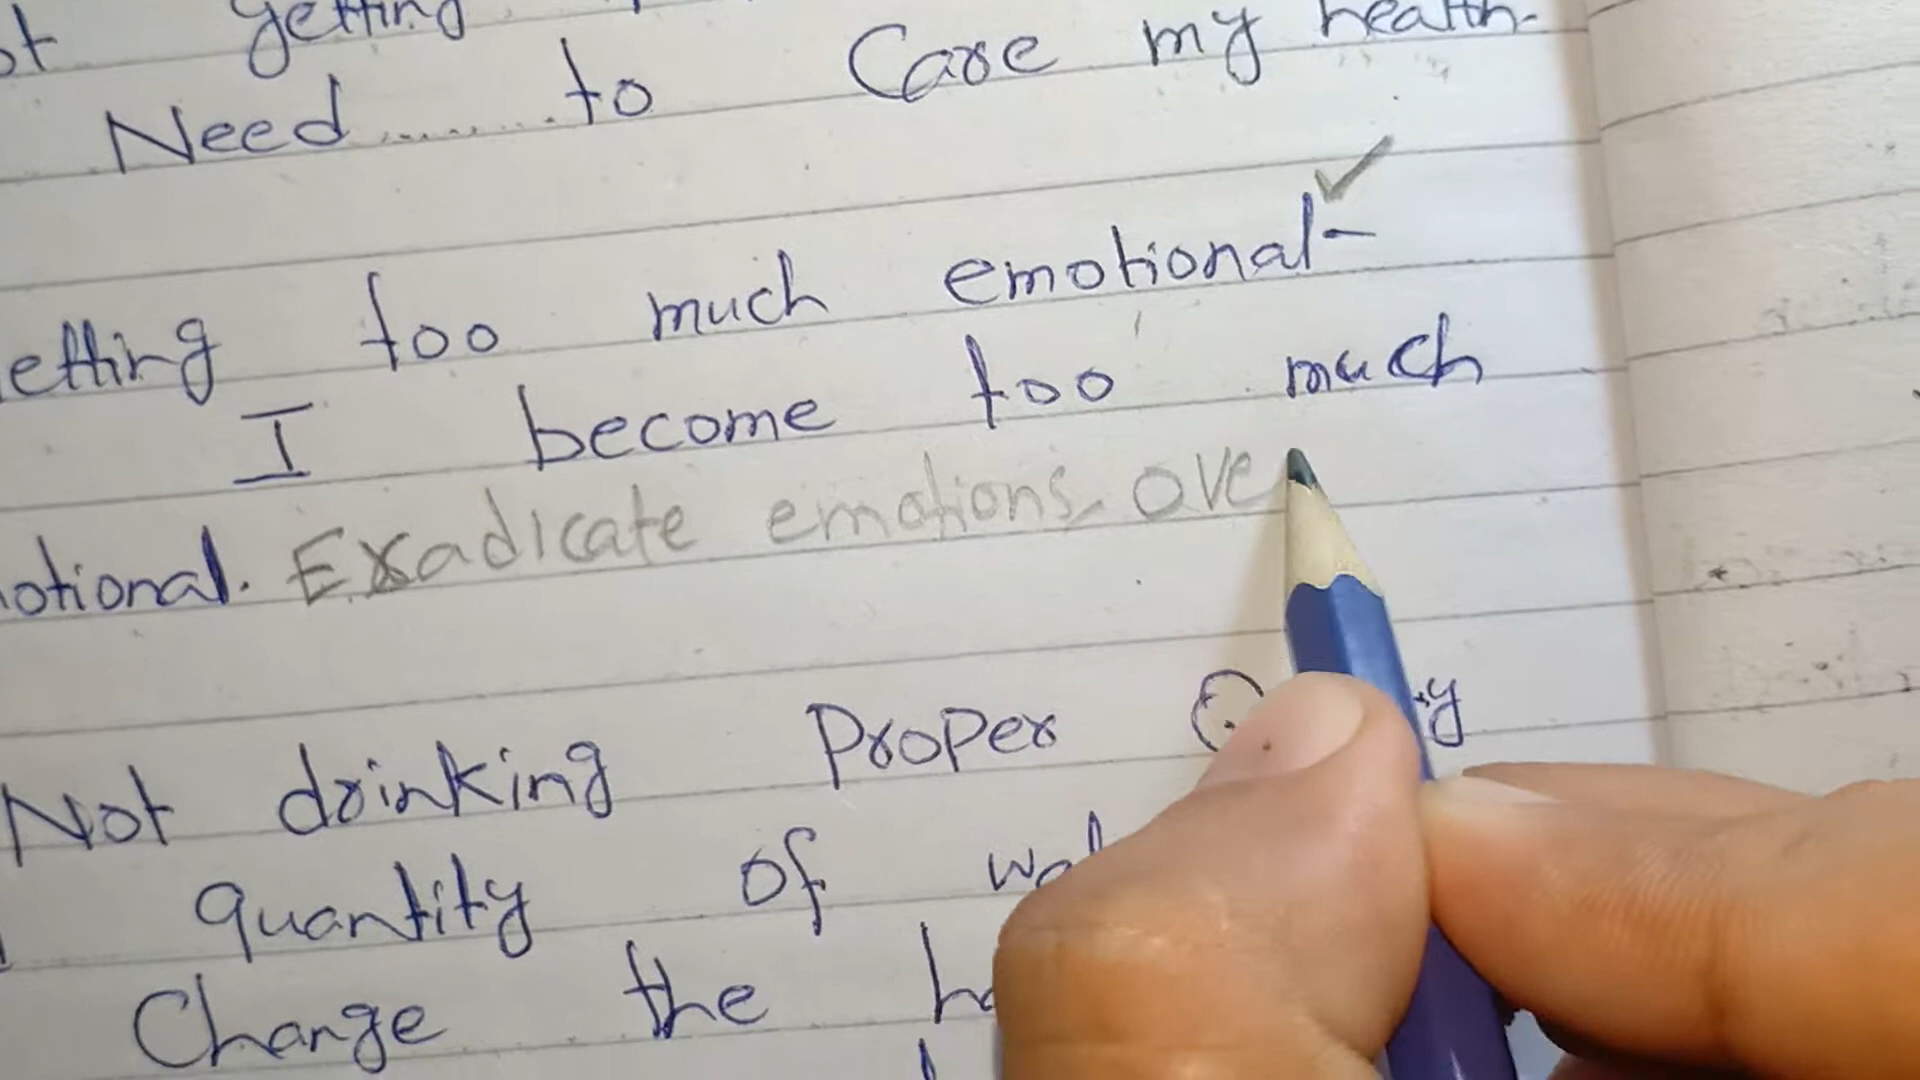 getting
Need ........ to Care my health-
etting too much emotional-
I become too much
otional. Exadicate emotions ove
Not drinking Proper
quantity of
Change the